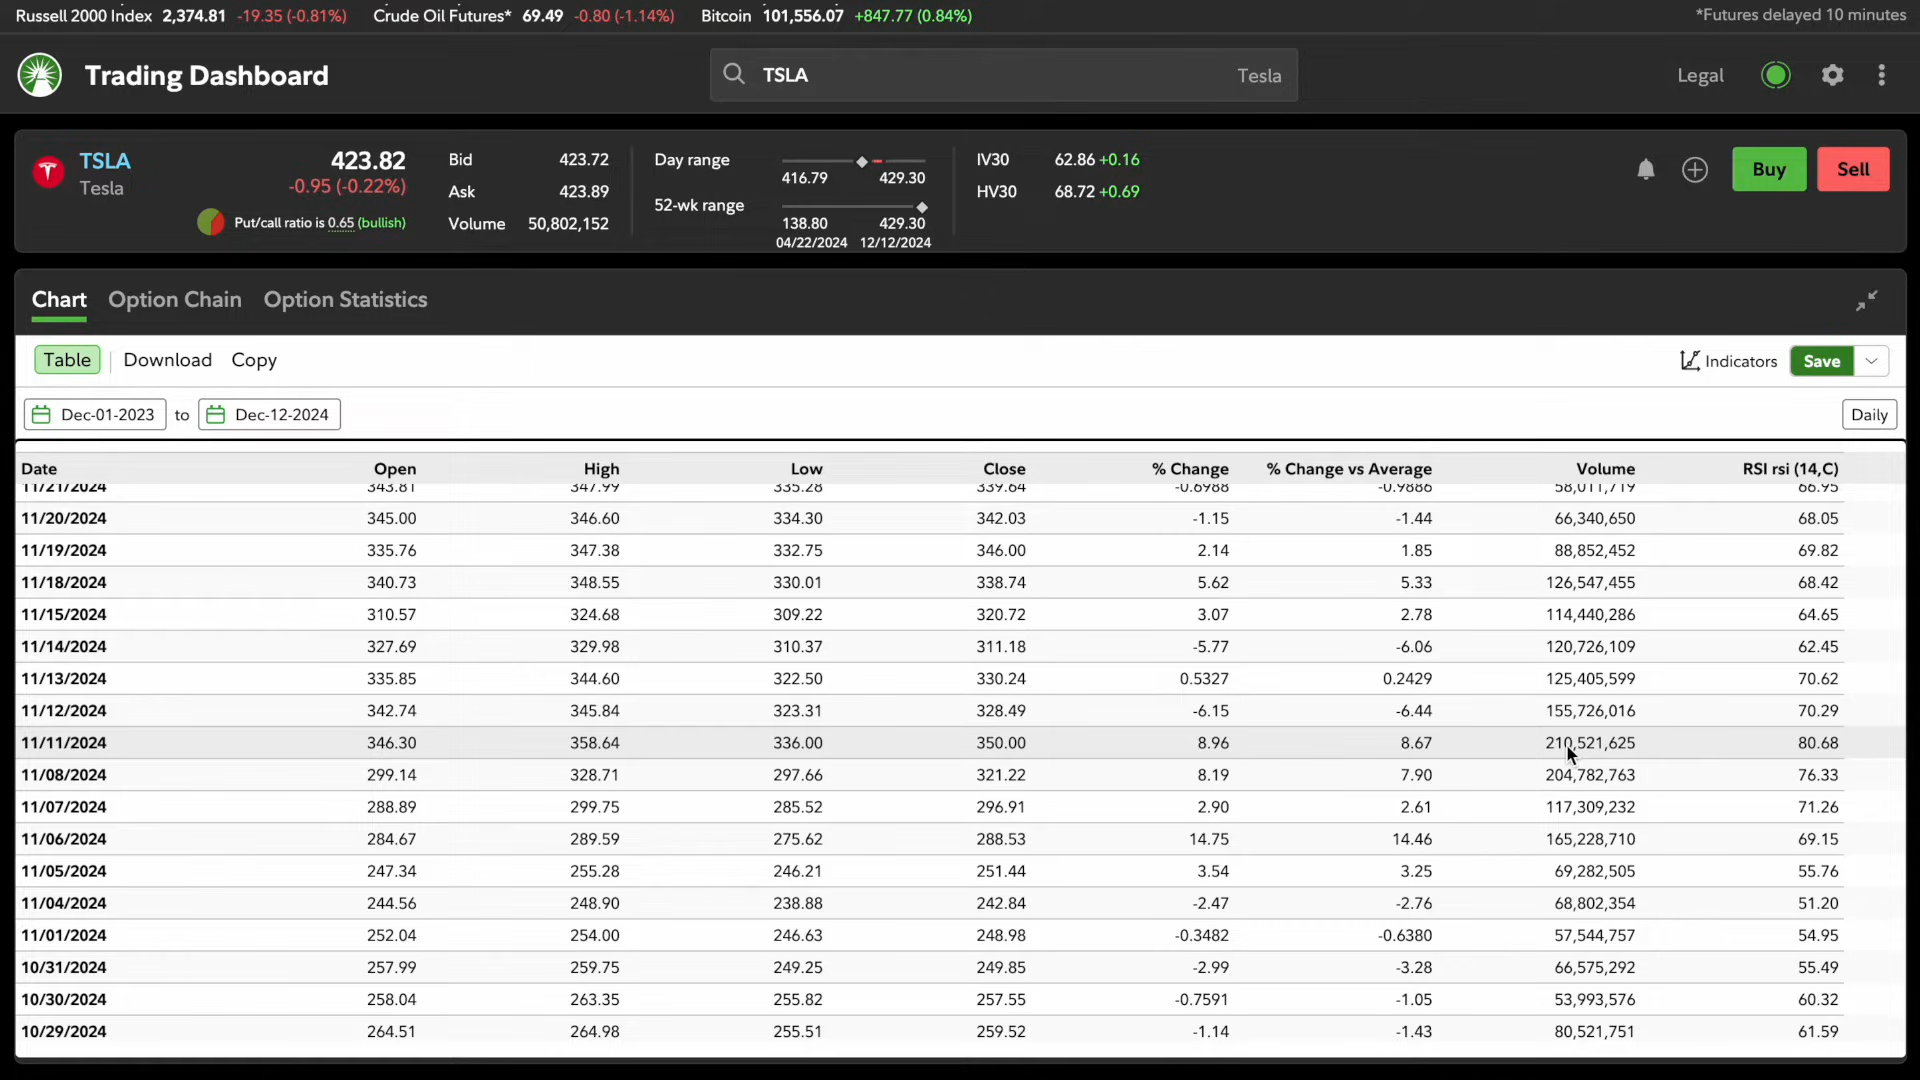 Russell 2000 Index 2,374.81 -19.35 (-0.81%) Crude Oil Futures* 69.49 -0.80 (-1.14%) Bitcoin 101,556.07 +847.77 (0.84%) *Futures delayed 10 minutes
Trading Dashboard TSLA Tesla Legal
TSLA 423.82 Bid 423.72 Day range IV30 62.86 +0.16 Buy Sell
Tesla -0.95 (-0.22%) Ask 423.89 416.79 429.30 HV30 68.72 +0.69
52-wk range
Put/call ratio is 0.65 (bullish) Volume 50,802,152 138.80 429.30
04/22/2024 12/12/2024
Chart Option Chain Option Statistics
Table Download Copy Indicators Save
Dec-01-2023 to Dec-12-2024 Daily
Date Open High Low Close % Change % Change vs Average Volume RSI rsi (14,C)
11/21/2024 343.81 347.99 335.28 339.64 -0.6988 -0.9886 58,011,719 66.95
11/20/2024 345.00 346.60 334.30 342.03 -1.15 -1.44 66,340,650 68.05
11/19/2024 335.76 347.38 332.75 346.00 2.14 1.85 88,852,452 69.82
11/18/2024 340.73 348.55 330.01 338.74 5.62 5.33 126,547,455 68.42
11/15/2024 310.57 324.68 309.22 320.72 3.07 2.78 114,440,286 64.65
11/14/2024 327.69 329.98 310.37 311.18 -5.77 -6.06 120,726,109 62.45
11/13/2024 335.85 344.60 322.50 330.24 0.5327 0.2429 125,405,599 70.62
11/12/2024 342.74 345.84 323.31 328.49 -6.15 -6.44 155,726,016 70.29
11/11/2024 346.30 358.64 336.00 350.00 8.96 8.67 210,521,625 80.68
11/08/2024 299.14 328.71 297.66 321.22 8.19 7.90 204,782,763 76.33
11/07/2024 288.89 299.75 285.52 296.91 2.90 2.61 117,309,232 71.26
11/06/2024 284.67 289.59 275.62 288.53 14.75 14.46 165,228,710 69.15
11/05/2024 247.34 255.28 246.21 251.44 3.54 3.25 69,282,505 55.76
11/04/2024 244.56 248.90 238.88 242.84 -2.47 -2.76 68,802,354 51.20
11/01/2024 252.04 254.00 246.63 248.98 -0.3482 -0.6380 57,544,757 54.95
10/31/2024 257.99 259.75 249.25 249.85 -2.99 -3.28 66,575,292 55.49
10/30/2024 258.04 263.35 255.82 257.55 -0.7591 -1.05 53,993,576 60.32
10/29/2024 264.51 264.98 255.51 259.52 -1.14 -1.43 80,521,751 61.59